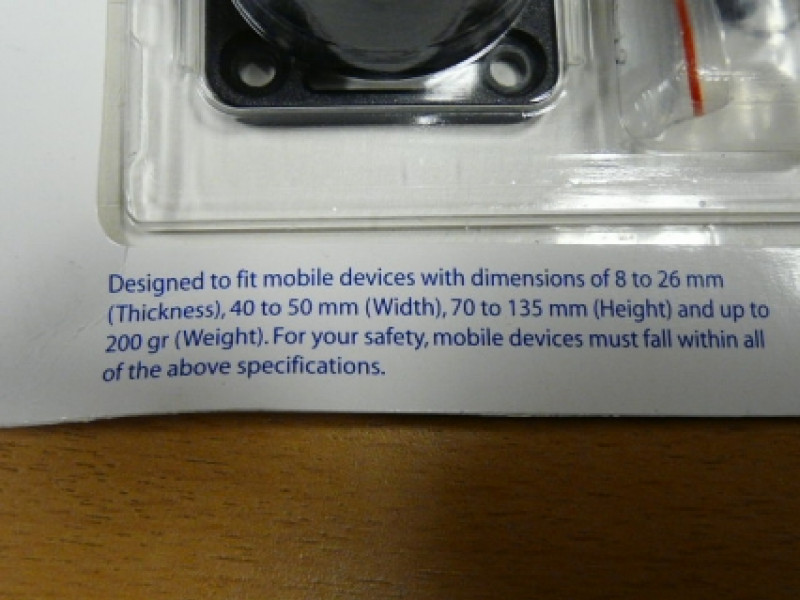 Designed to fit mobile devices with dimensions of 8 to 26 mm
(Thickness), 40 to 50 mm (Width), 70 to 135 mm (Height) and up to
200 gr (Weight). For your safety, mobile devices must fall within all
of the above specifications.